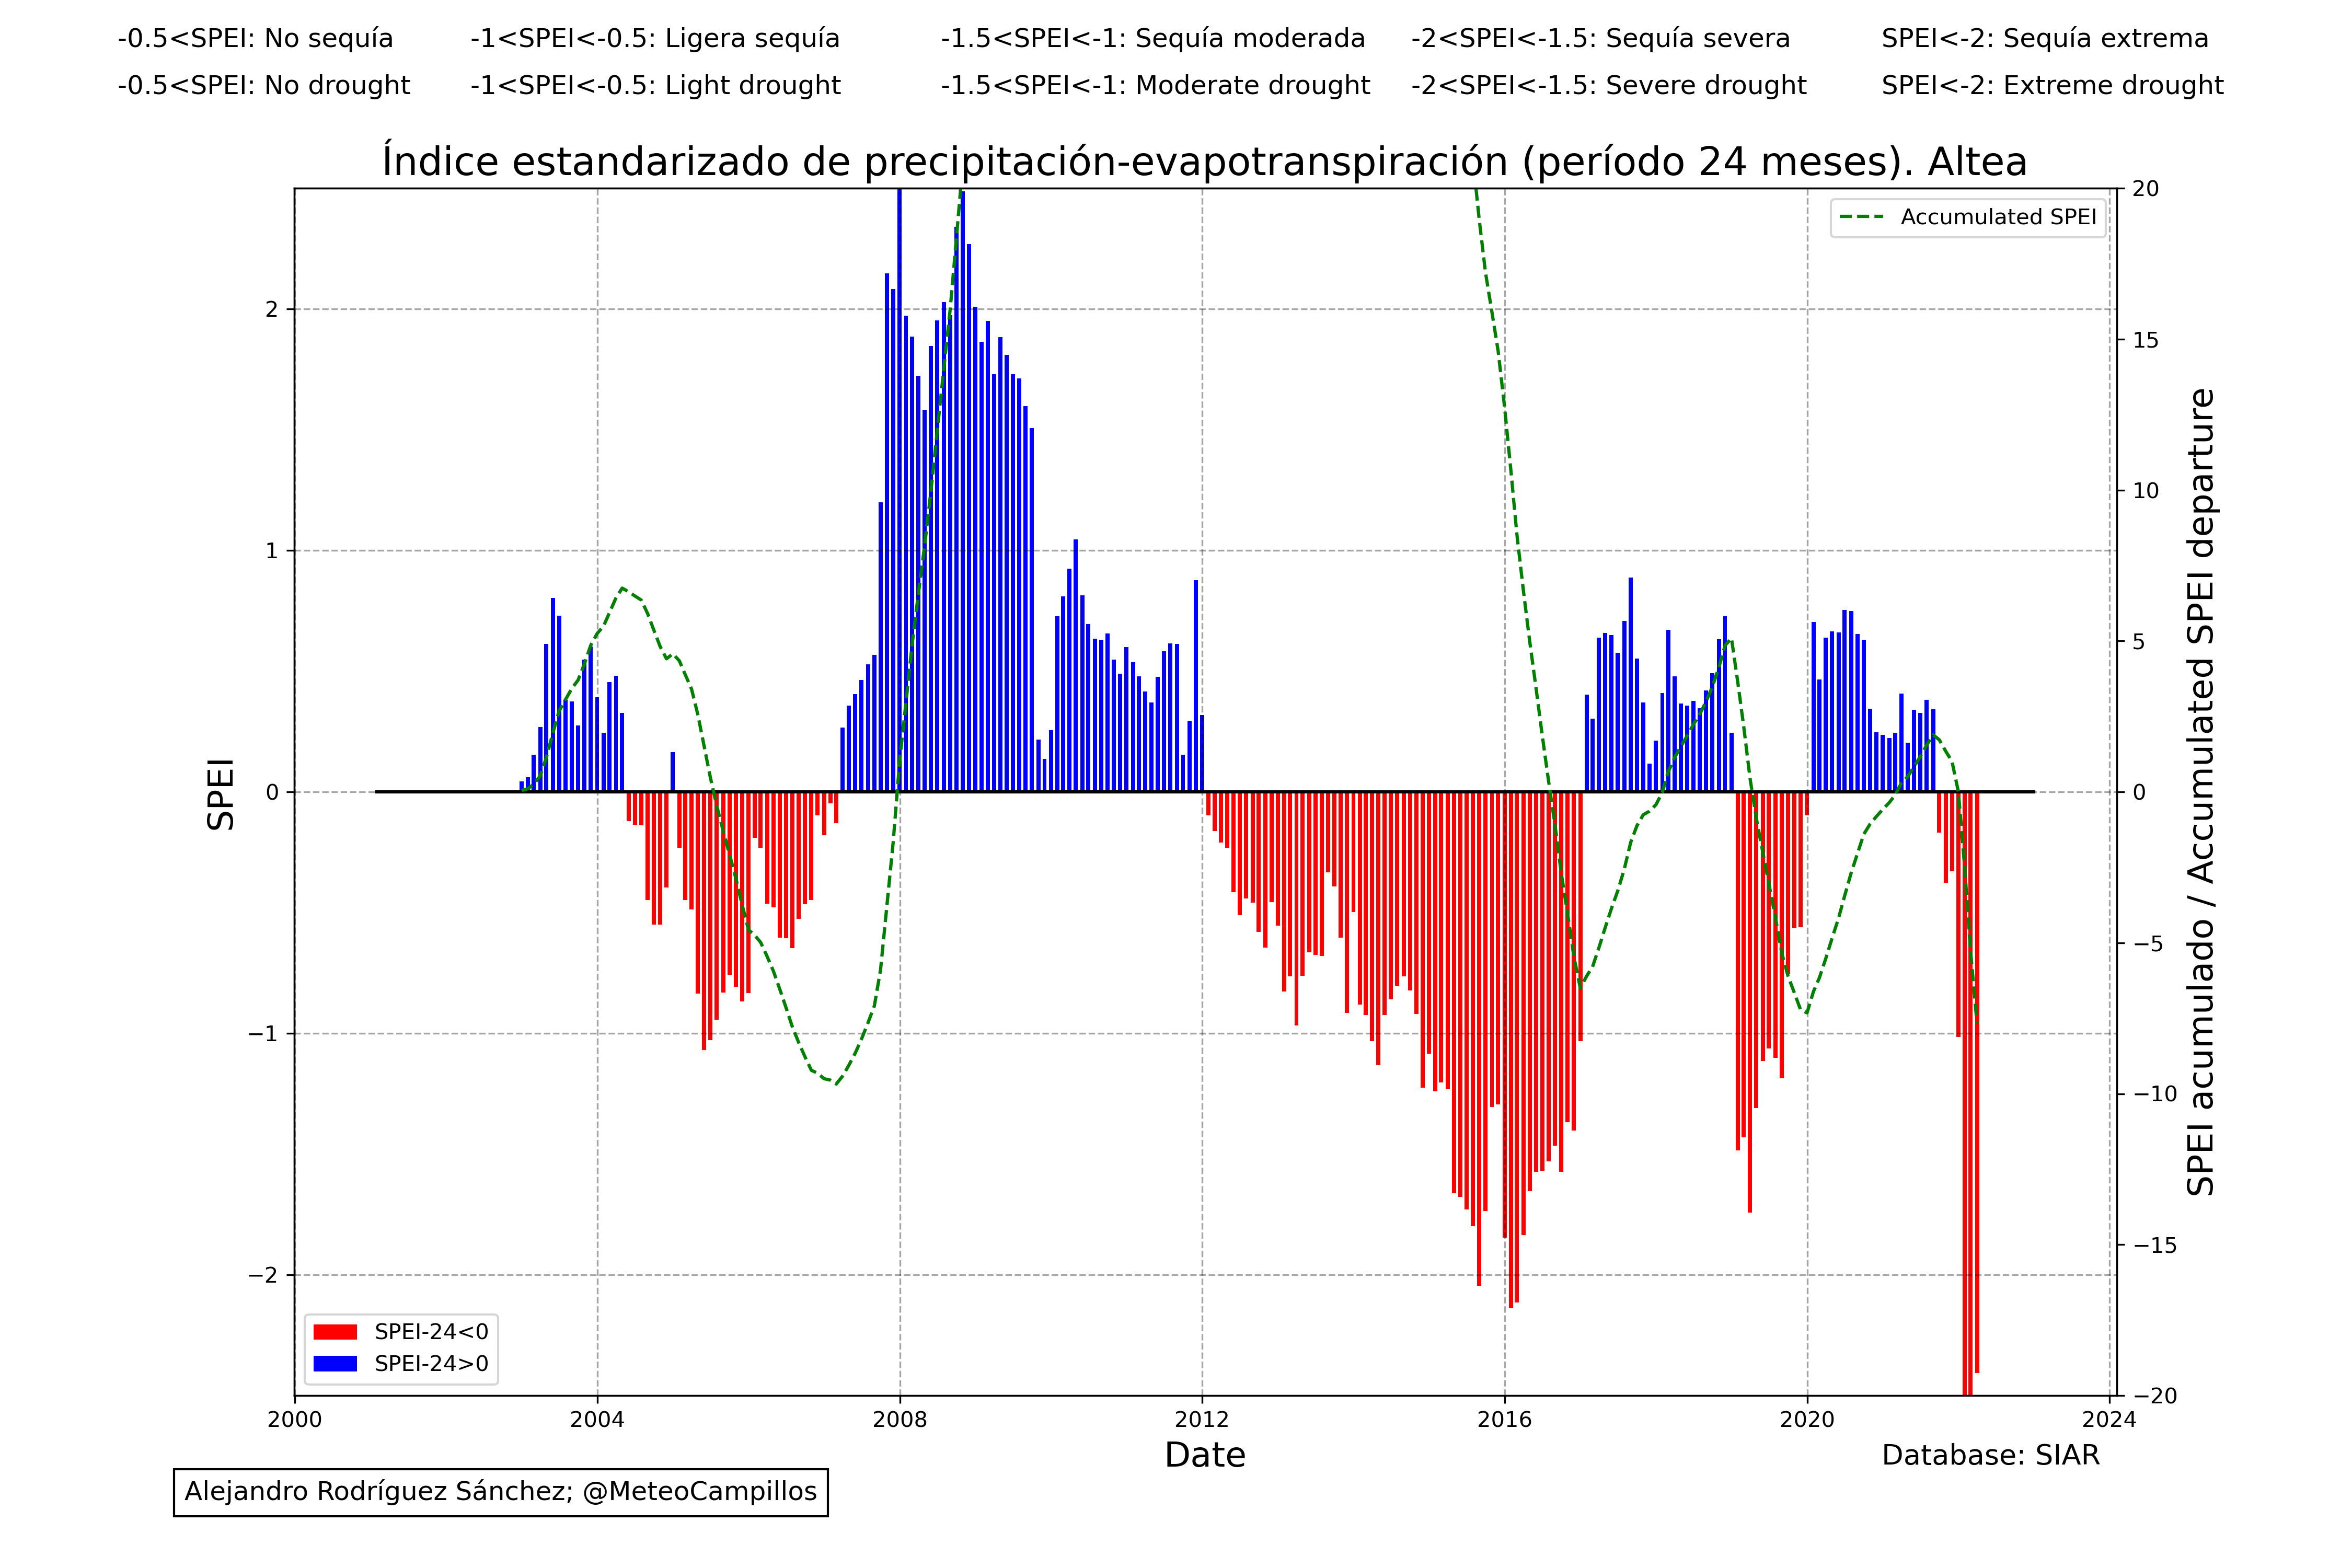 -0.5<SPEI: No sequía -1<SPEI<-0.5: Ligera sequía -1.5<SPEI<-1: Sequía moderada -2<SPEI<-1.5: Sequía severa SPEI<-2: Sequía extrema
-0.5<SPEI: No drought -1<SPEI<-0.5: Light drought -1.5<SPEI<-1: Moderate drought -2<SPEI<-1.5: Severe drought SPEI<-2: Extreme drought
Índice estandarizado de precipitación-evapotranspiración (período 24 meses). Altea
Accumulated SPEI
SPEI
2
1
0
−1
−2
20
15
10
5
0
−5
−10
−15
−20
SPEI acumulado / Accumulated SPEI departure
SPEI-24<0
SPEI-24>0
2000 2004 2008 2012 2016 2020 2024
Date
Database: SIAR
Alejandro Rodríguez Sánchez; @MeteoCampillos